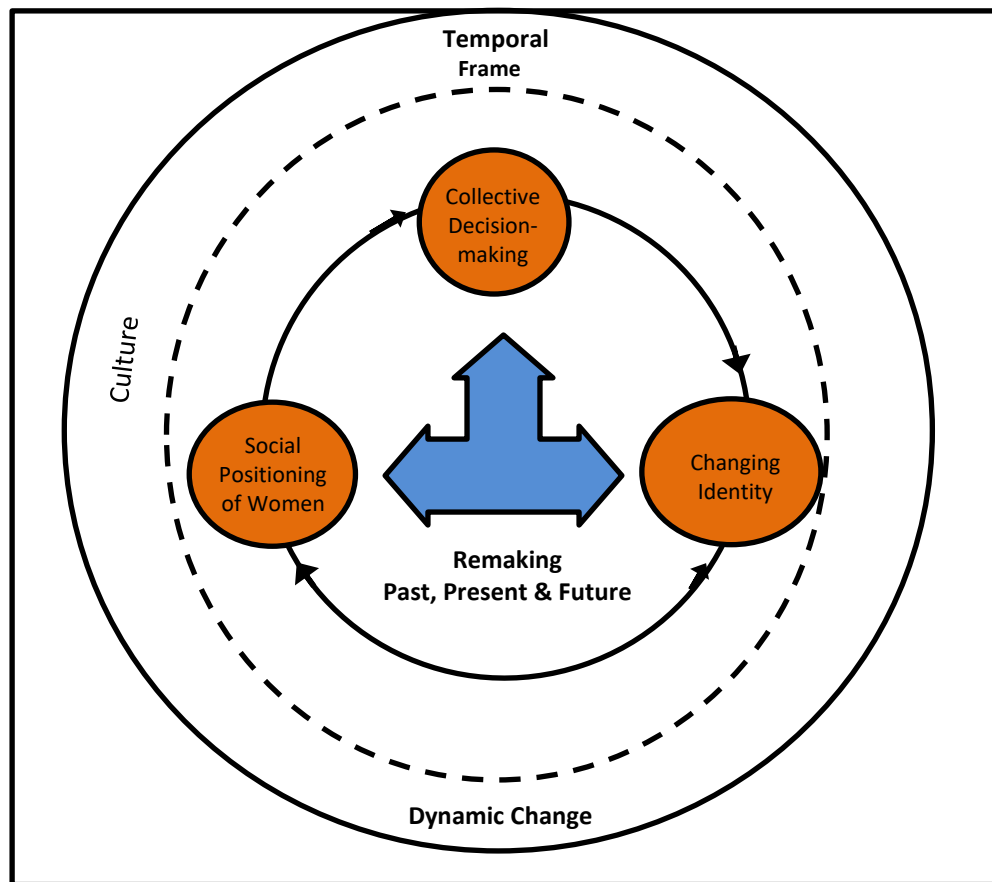 Temporal
Frame
Collective
Decision-
making
Culture
Social
Positioning
of Women
Changing
Identity
Remaking
Past, Present & Future
Dynamic Change